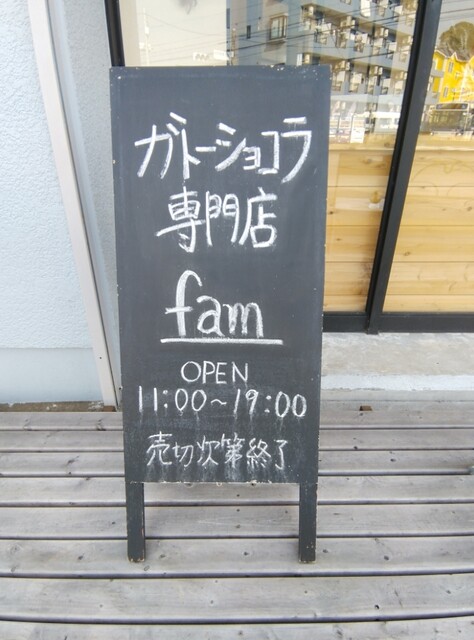 ガトーショコラ
専門店
fam
OPEN
11:00～19:00
売切次第終了